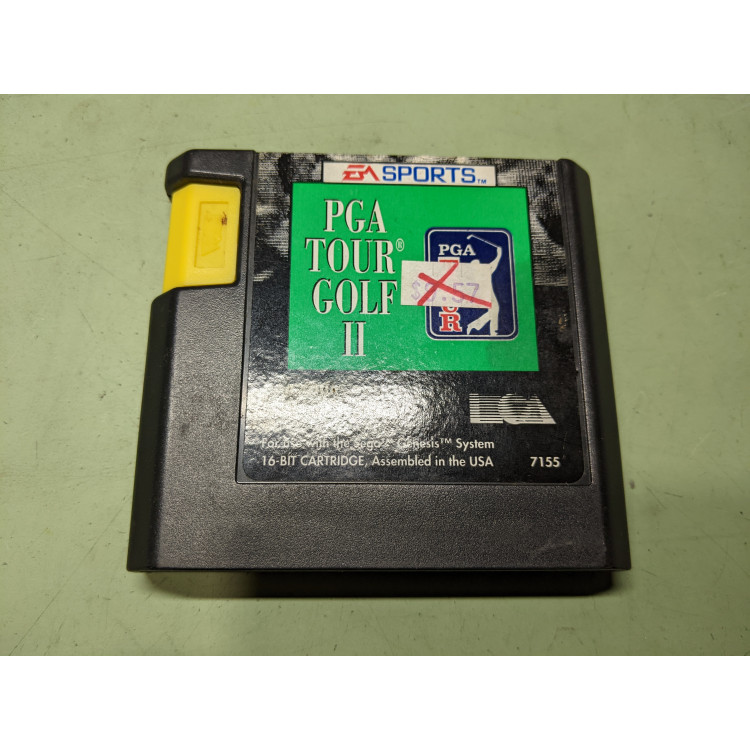 EA SPORTS™
PGA
TOUR®
GOLF
II
PGA
R
For use with the Sega™ Genesis™ System
16-BIT CARTRIDGE, Assembled in the USA 7155